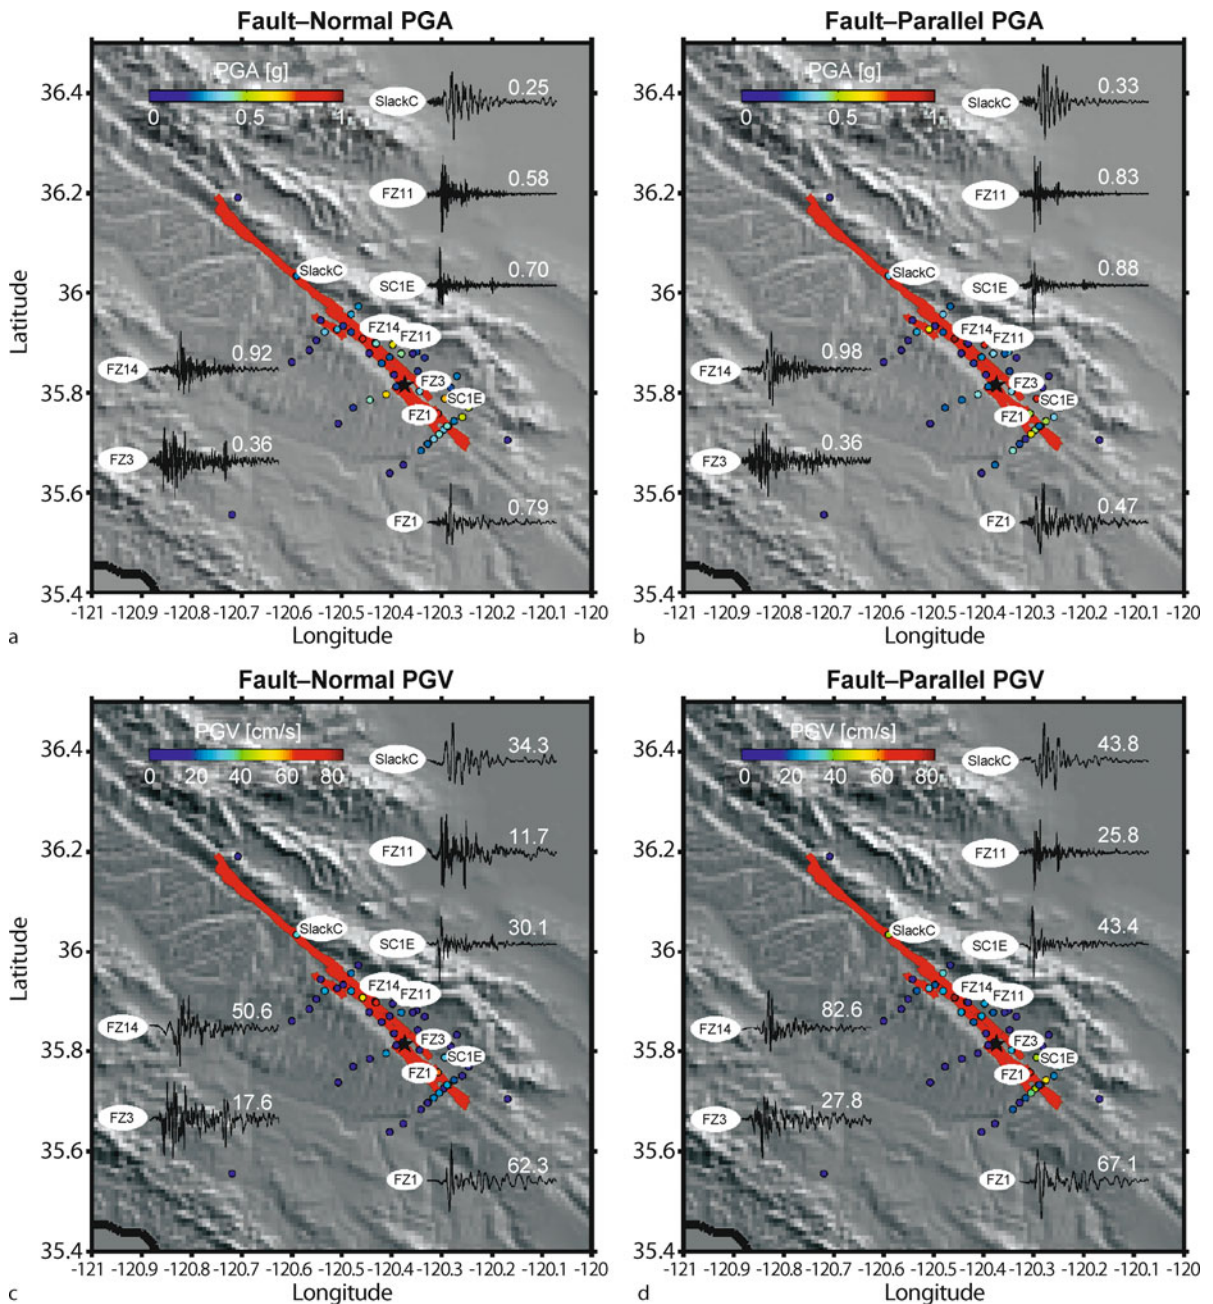 Fault–Normal PGA
PGA [g]
0 0.5 1
SlackC 0.25
FZ11 0.58
SlackC
SC1E 0.70
FZ14 FZ11
FZ14 0.92
FZ3
SC1E
FZ1
FZ3 0.36
FZ1 0.79
36.4
36.2
36
35.8
35.6
35.4
Latitude
-121 -120.9 -120.8 -120.7 -120.6 -120.5 -120.4 -120.3 -120.2 -120.1 -120
Longitude
a
Fault–Parallel PGA
PGA [g]
0 0.5 1
SlackC 0.33
FZ11 0.83
SlackC
SC1E 0.88
FZ14 FZ11
FZ14 0.98
FZ3
SC1E
FZ1
FZ3 0.36
FZ1 0.47
36.4
36.2
36
35.8
35.6
35.4
-121 -120.9 -120.8 -120.7 -120.6 -120.5 -120.4 -120.3 -120.2 -120.1 -120
Longitude
b
Fault–Normal PGV
PGV [cm/s]
0 20 40 60 80
SlackC 34.3
FZ11 11.7
SlackC
SC1E 30.1
FZ14 FZ11
FZ14 50.6
FZ3
SC1E
FZ1
FZ3 17.6
FZ1 62.3
36.4
36.2
36
35.8
35.6
35.4
Latitude
-121 -120.9 -120.8 -120.7 -120.6 -120.5 -120.4 -120.3 -120.2 -120.1 -120
Longitude
c
Fault–Parallel PGV
PGV [cm/s]
0 20 40 60 80
SlackC 43.8
FZ11 25.8
SlackC
SC1E 43.4
FZ14 FZ11
FZ14 82.6
FZ3
SC1E
FZ1
FZ3 27.8
FZ1 67.1
36.4
36.2
36
35.8
35.6
35.4
-121 -120.9 -120.8 -120.7 -120.6 -120.5 -120.4 -120.3 -120.2 -120.1 -120
Longitude
d